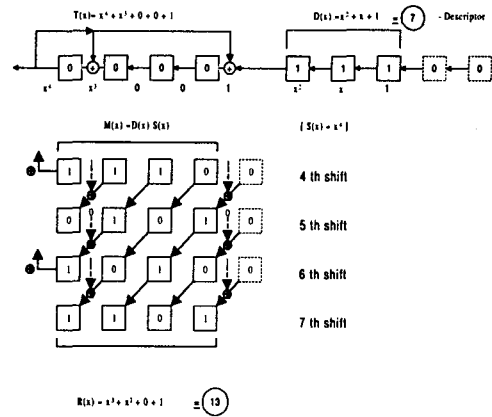 T(x)= x⁴ + x³ + 0 + 0 + 1
D(x)=x² + x + 1 = 7 - Descriptor
0 + 0 0 0 + 1 1 1 0 0
x⁴ x³ 0 0 1 x² x 1
M(x) =D(x) S(x) { S(x) = x⁴ }
1 1 1 0 0 4 th shift
0 1 0 1 0 5 th shift
1 0 1 0 0 6 th shift
1 1 0 1 7 th shift
R(x) = x³ + x² + 0 + 1 = 13